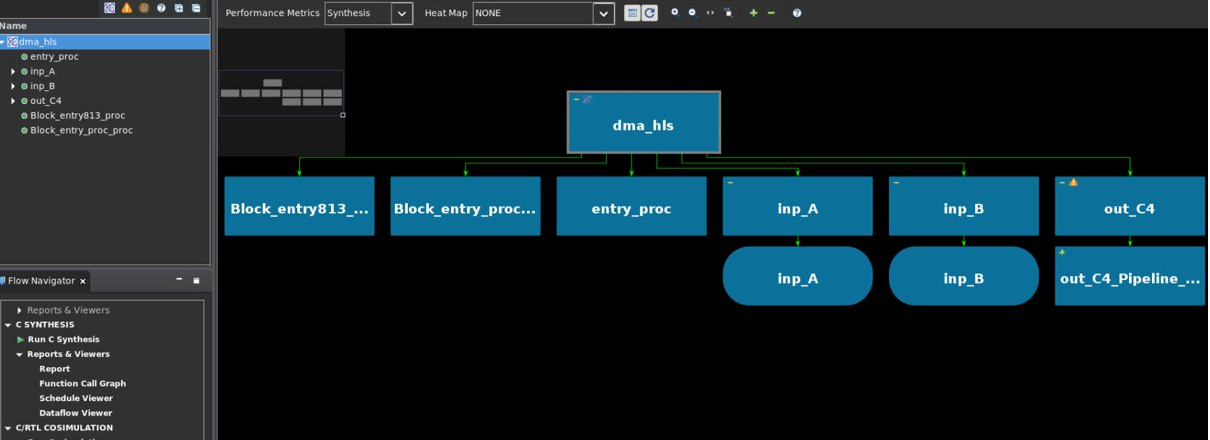 Performance Metrics Synthesis Heat Map NONE
Name
dma_hls
entry_proc
inp_A
inp_B
out_C4
Block_entry813_proc
Block_entry_proc_proc
dma_hls
Block_entry813_... Block_entry_proc... entry_proc inp_A inp_B out_C4
inp_A inp_B out_C4_Pipeline_...
Flow Navigator
Reports & Viewers
C SYNTHESIS
Run C Synthesis
Reports & Viewers
Report
Function Call Graph
Schedule Viewer
Dataflow Viewer
C/RTL COSIMULATION